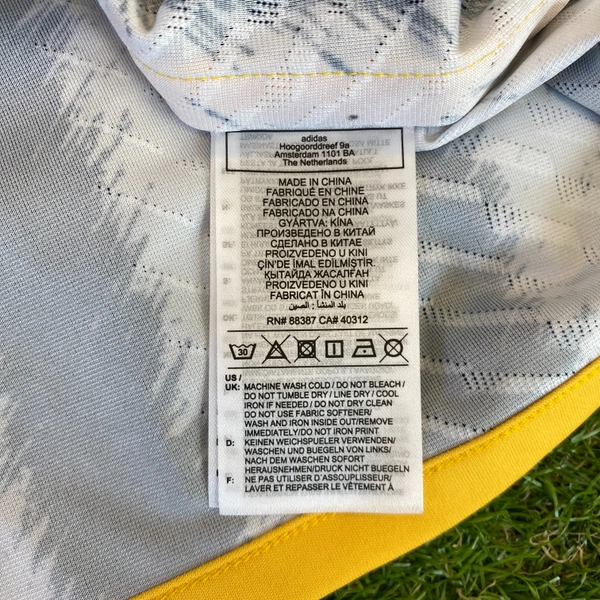 adidas
Hoogoorddreef 9a
Amsterdam 1101 BA
The Netherlands
MADE IN CHINA
FABRIQUÉ EN CHINE
FABRICADO EN CHINA
FABRICADO NA CHINA
GYÁRTVA: KÍNA
ПРОИЗВЕДЕНО В КИТАЙ
СДЕЛАНО В КИТАЕ
PROIZVEDENO U KINI
ÇİN'DE İMAL EDİLMİŞTİR.
ҚЫТАЙДА ЖАСАЛҒАН
PROIZVEDENO U KINI
FABRICAT ÎN CHINA
بلد المنشأ : الصين
RN# 88387 CA# 40312
30
US /
UK: MACHINE WASH COLD / DO NOT BLEACH /
DO NOT TUMBLE DRY / LINE DRY / COOL
IRON IF NEEDED / DO NOT DRY CLEAN
DO NOT USE FABRIC SOFTENER/
WASH AND IRON INSIDE OUT/REMOVE
IMMEDIATELY/DO NOT IRON PRINT
D: KEINEN WEICHSPUELER VERWENDEN/
WASCHEN UND BUEGELN VON LINKS/
NACH DEM WASCHEN SOFORT
HERAUSNEHMEN/DRUCK NICHT BUEGELN
F: NE PAS UTILISER D'ASSOUPLISSEUR/
LAVER ET REPASSER LE VÊTEMENT À